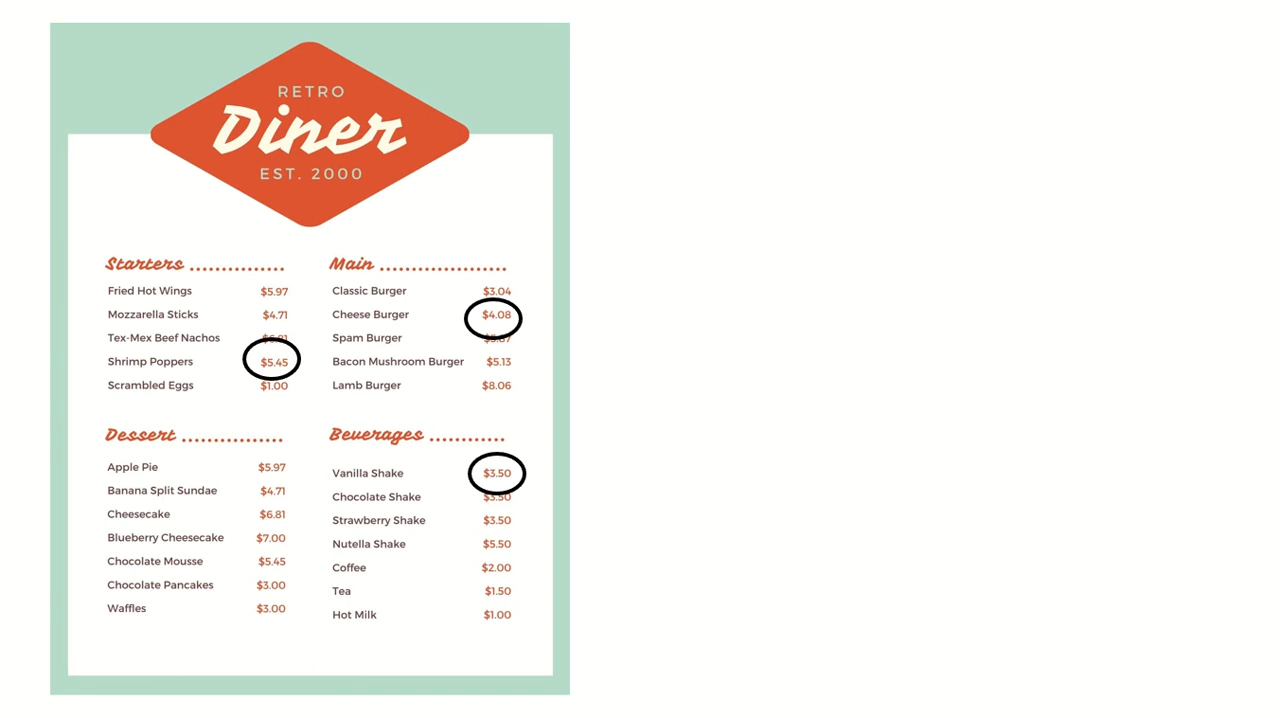 RETRO
Diner
EST. 2000
Starters ...............
Fried Hot Wings $5.97
Mozzarella Sticks $4.71
Tex-Mex Beef Nachos $6.81
Shrimp Poppers $5.45
Scrambled Eggs $1.00
Main ....................
Classic Burger $3.04
Cheese Burger $4.08
Spam Burger
Bacon Mushroom Burger $5.13
Lamb Burger $8.06
Dessert ................
Apple Pie $5.97
Banana Split Sundae $4.71
Cheesecake $6.81
Blueberry Cheesecake $7.00
Chocolate Mousse $5.45
Chocolate Pancakes $3.00
Waffles $3.00
Beverages ............
Vanilla Shake $3.50
Chocolate Shake $3.50
Strawberry Shake $3.50
Nutella Shake $5.50
Coffee $2.00
Tea $1.50
Hot Milk $1.00